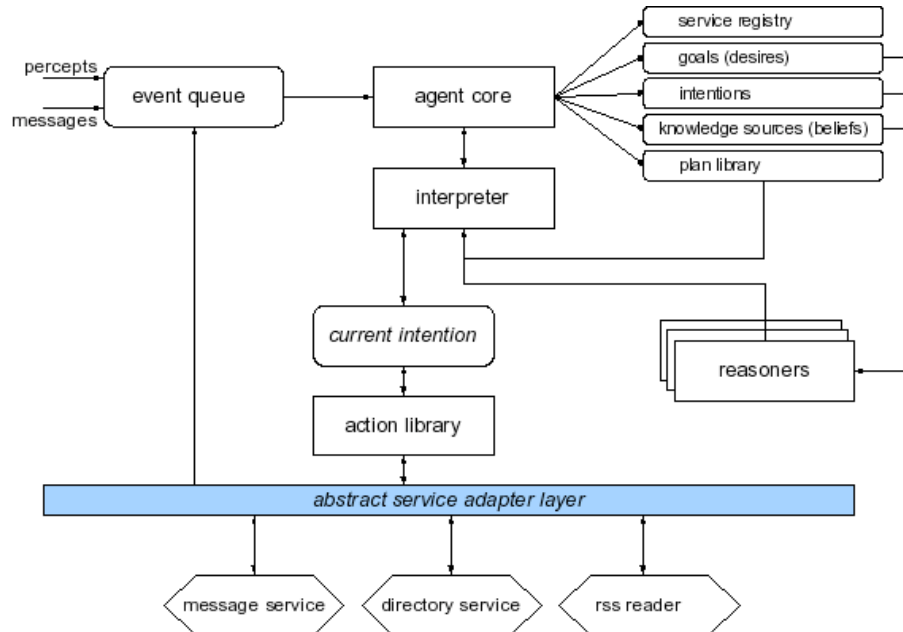 service registry
goals (desires)
percepts
event queue
agent core
intentions
messages
knowledge sources (beliefs)
plan library
interpreter
current intention
reasoners
action library
abstract service adapter layer
message service
directory service
rss reader